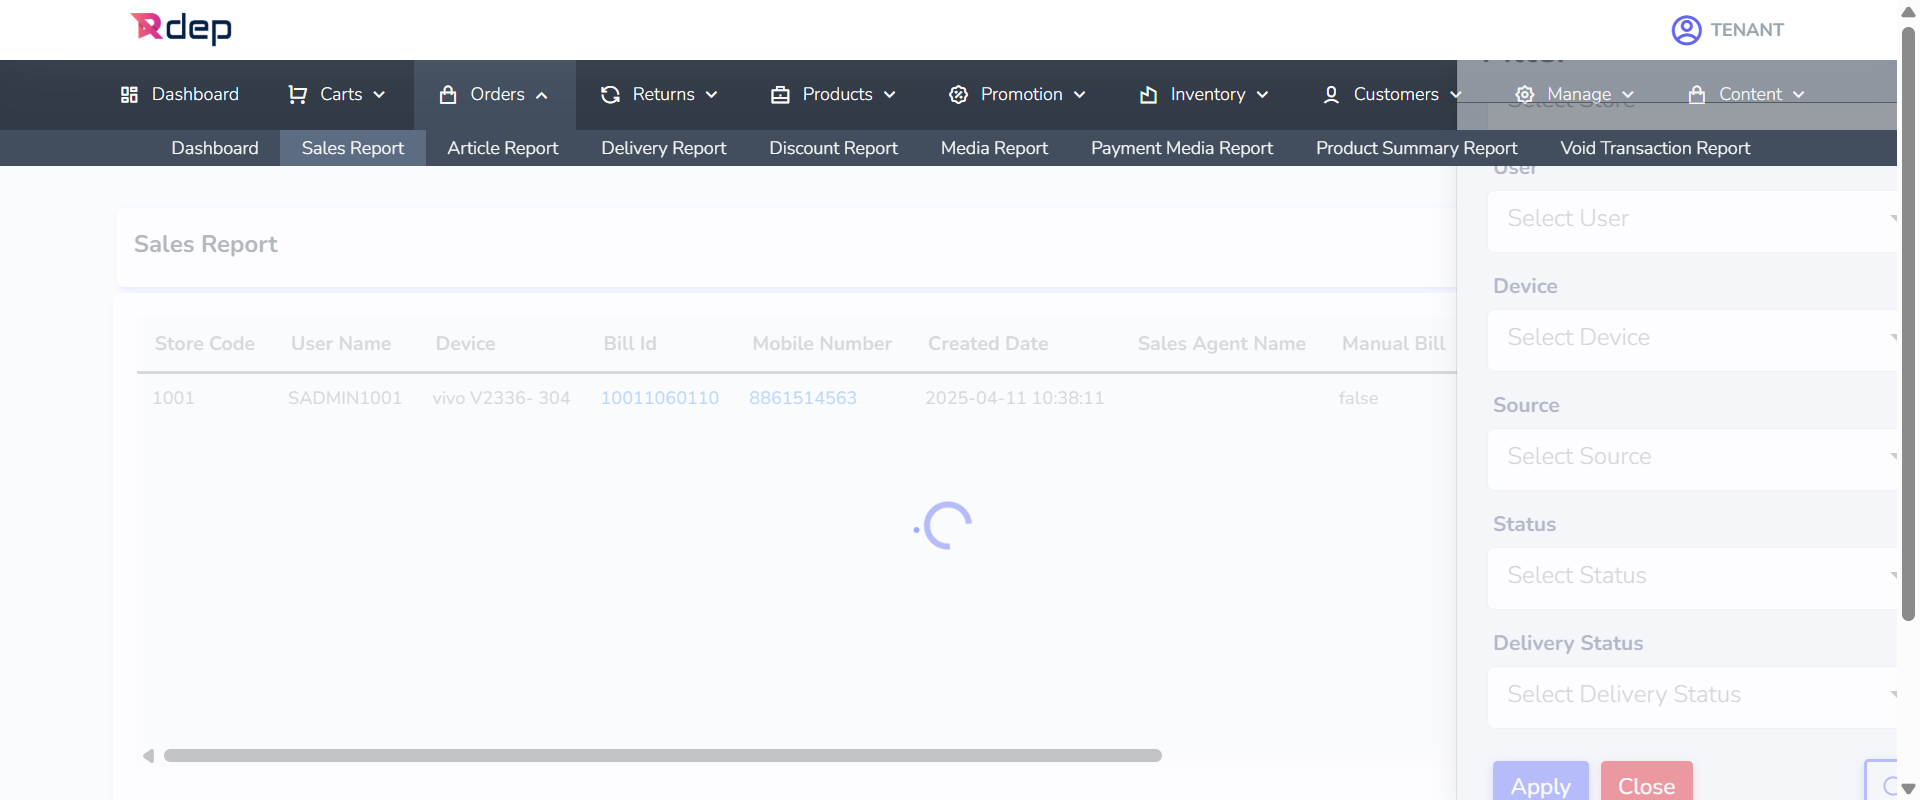 Rdep
TENANT
Dashboard Carts Orders Returns Products Promotion Inventory Customers Manage Content
Select Store
Dashboard Sales Report Article Report Delivery Report Discount Report Media Report Payment Media Report Product Summary Report Void Transaction Report
User
Select User
Sales Report
Device
Select Device
Store Code User Name Device Bill Id Mobile Number Created Date Sales Agent Name Manual Bill
1001 SADMIN1001 vivo V2336- 304 10011060110 8861514563 2025-04-11 10:38:11 false
Source
Select Source
Status
Select Status
Delivery Status
Select Delivery Status
Apply Close